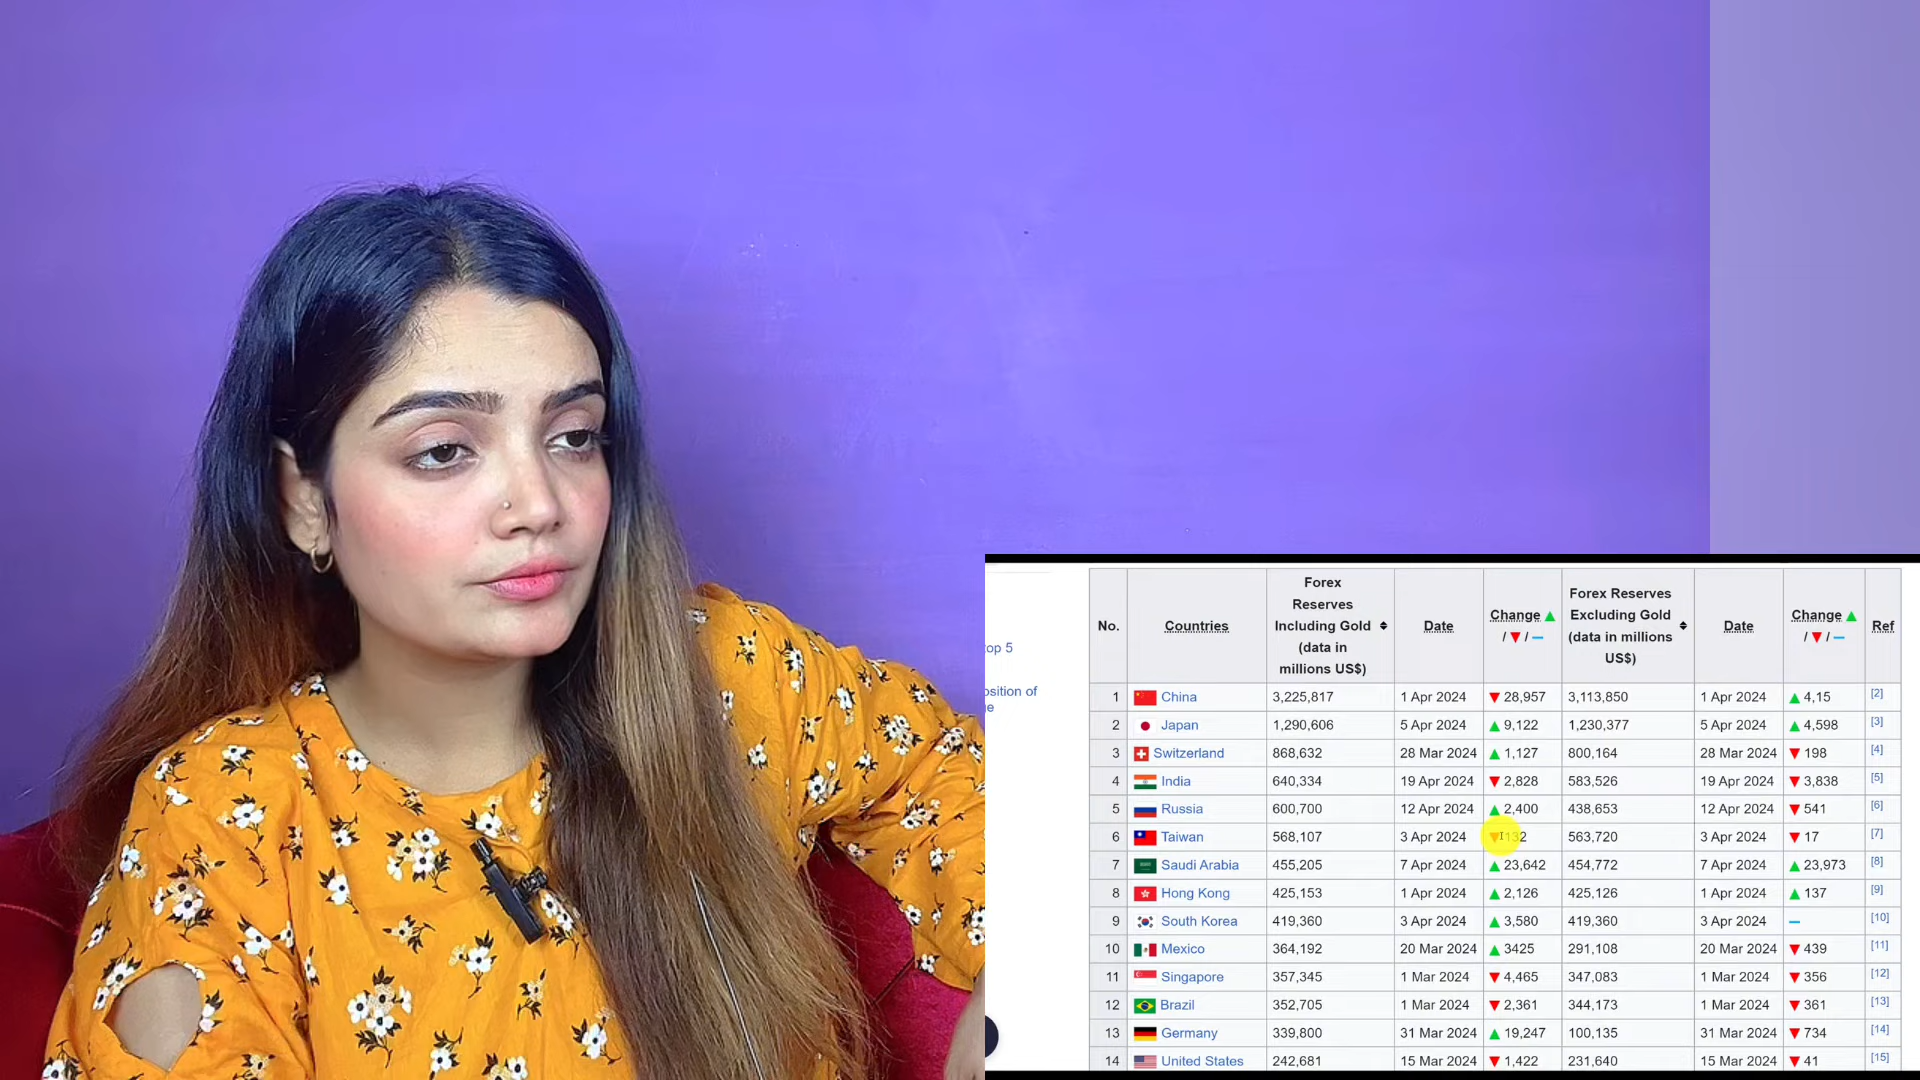 top 5
osition of
ge
No.
Countries
Forex
Reserves
Including Gold
(data in
millions US$)
Date
Change ▲
/ ▼ / –
Forex Reserves
Excluding Gold
(data in millions
US$)
Date
Change ▲
/ ▼ / –
Ref
1 China 3,225,817 1 Apr 2024 ▼ 28,957 3,113,850 1 Apr 2024 ▲ 4,15 [2]
2 Japan 1,290,606 5 Apr 2024 ▲ 9,122 1,230,377 5 Apr 2024 ▲ 4,598 [3]
3 Switzerland 868,632 28 Mar 2024 ▲ 1,127 800,164 28 Mar 2024 ▼ 198 [4]
4 India 640,334 19 Apr 2024 ▼ 2,828 583,526 19 Apr 2024 ▼ 3,838 [5]
5 Russia 600,700 12 Apr 2024 ▲ 2,400 438,653 12 Apr 2024 ▼ 541 [6]
6 Taiwan 568,107 3 Apr 2024 ▼ 132 563,720 3 Apr 2024 ▼ 17 [7]
7 Saudi Arabia 455,205 7 Apr 2024 ▲ 23,642 454,772 7 Apr 2024 ▲ 23,973 [8]
8 Hong Kong 425,153 1 Apr 2024 ▲ 2,126 425,126 1 Apr 2024 ▲ 137 [9]
9 South Korea 419,360 3 Apr 2024 ▲ 3,580 419,360 3 Apr 2024 – [10]
10 Mexico 364,192 20 Mar 2024 ▲ 3425 291,108 20 Mar 2024 ▼ 439 [11]
11 Singapore 357,345 1 Mar 2024 ▼ 4,465 347,083 1 Mar 2024 ▼ 356 [12]
12 Brazil 352,705 1 Mar 2024 ▼ 2,361 344,173 1 Mar 2024 ▼ 361 [13]
13 Germany 339,800 31 Mar 2024 ▲ 19,247 100,135 31 Mar 2024 ▼ 734 [14]
14 United States 242,681 15 Mar 2024 ▼ 1,422 231,640 15 Mar 2024 ▼ 41 [15]